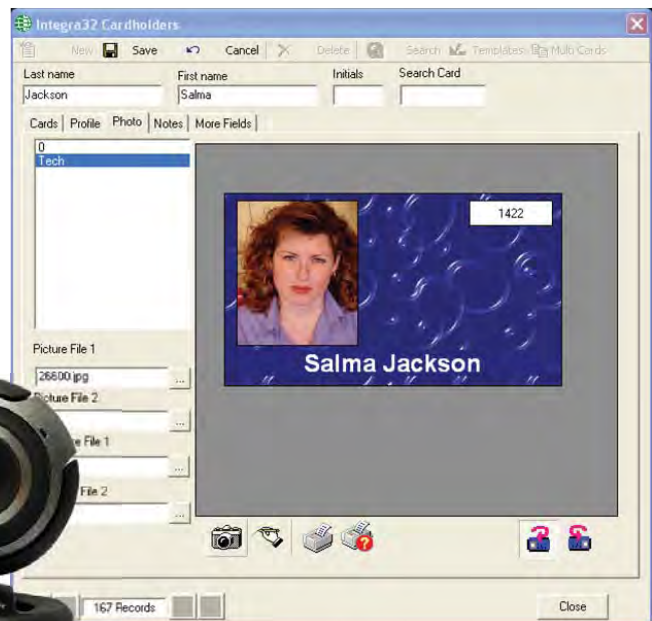 Integra32 Cardholders
New Save Cancel Delete Search Templates Multi Cards
Last name First name Initials Search Card
Jackson Salma
Cards Profile Photo Notes More Fields
0
Tech
1422
Salma Jackson
Picture File 1
26600.jpg
...
Picture File 2
...
File 1
...
File 2
...
167 Records
Close